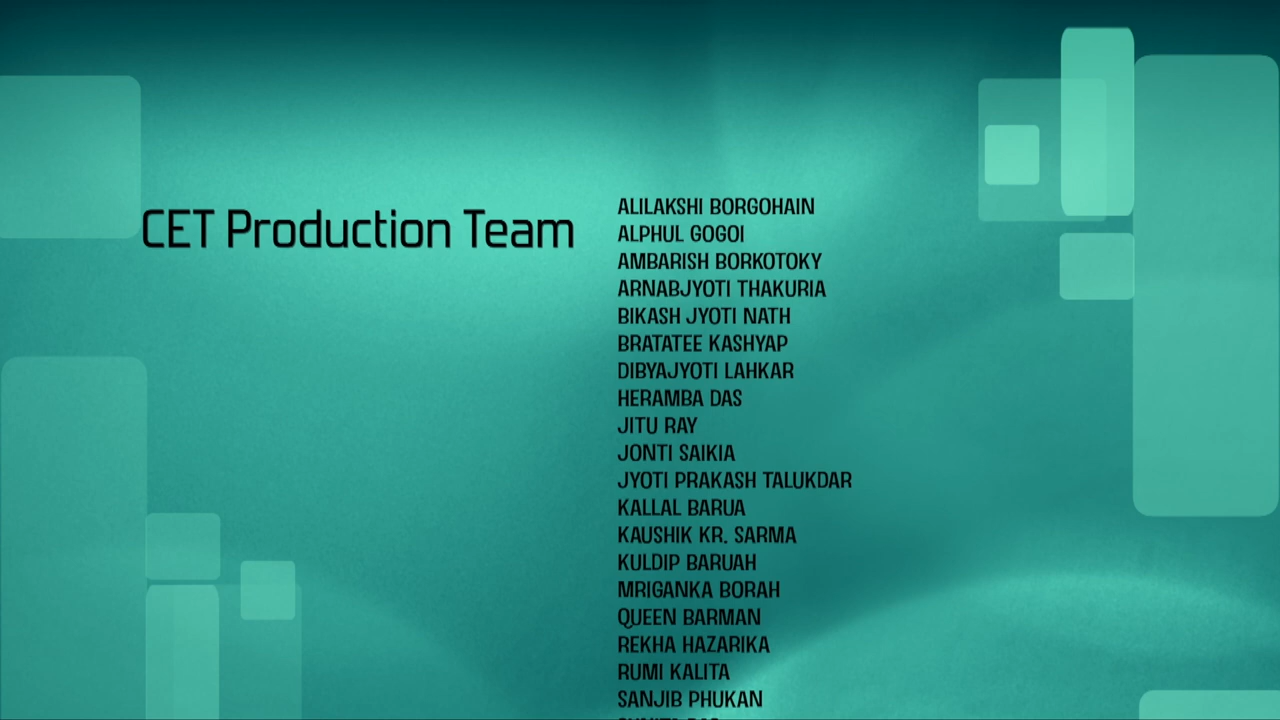 CET Production Team
ALILAKSHI BORGOHAIN
ALPHUL GOGOI
AMBARISH BORKOTOKY
ARNABJYOTI THAKURIA
BIKASH JYOTI NATH
BRATATEE KASHYAP
DIBYAJYOTI LAHKAR
HERAMBA DAS
JITU RAY
JONTI SAIKIA
JYOTI PRAKASH TALUKDAR
KALLAL BARUA
KAUSHIK KR. SARMA
KULDIP BARUAH
MRIGANKA BORAH
QUEEN BARMAN
REKHA HAZARIKA
RUMI KALITA
SANJIB PHUKAN